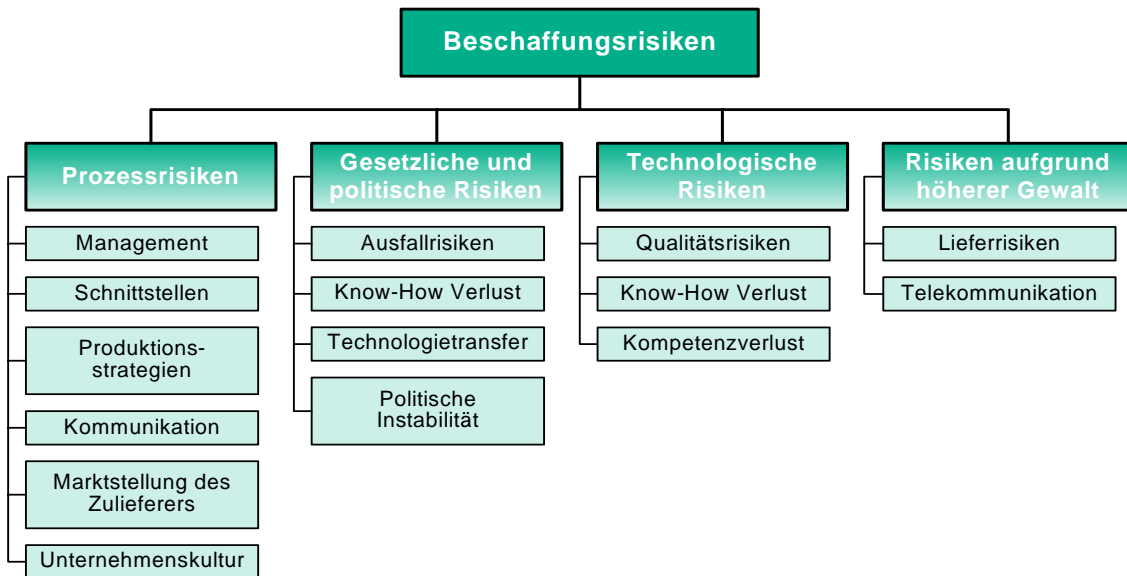 Beschaffungsrisiken
Prozessrisiken
Management
Schnittstellen
Produktions-
strategien
Kommunikation
Marktstellung des
Zulieferers
Unternehmenskultur
Gesetzliche und
politische Risiken
Ausfallrisiken
Know-How Verlust
Technologietransfer
Politische
Instabilität
Technologische
Risiken
Qualitätsrisiken
Know-How Verlust
Kompetenzverlust
Risiken aufgrund
höherer Gewalt
Lieferrisiken
Telekommunikation